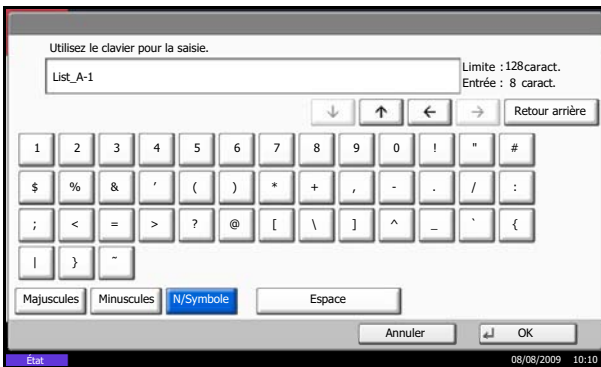 Utilisez le clavier pour la saisie.
List_A-1
Limite : 128 caract.
Entrée : 8 caract.
↓ ↑ ← → Retour arrière
1 2 3 4 5 6 7 8 9 0 ! " #
$ % & ' ( ) * + , - . / :
; < = > ? @ [ \ ] ^ _ ` {
| } ~
Majuscules Minuscules N/Symbole Espace
Annuler ↵ OK
État 08/08/2009 10:10